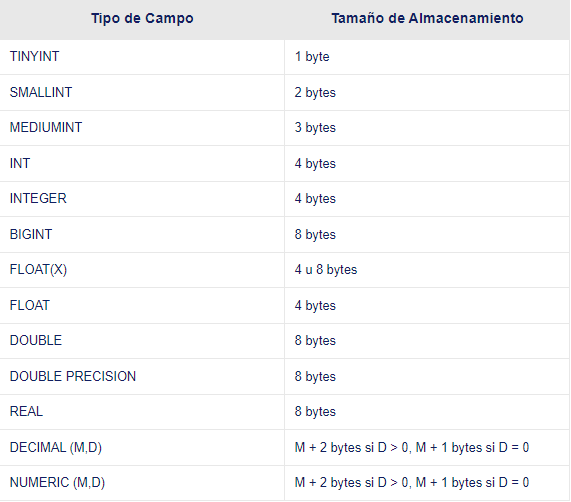 Tipo de Campo Tamaño de Almacenamiento
TINYINT 1 byte
SMALLINT 2 bytes
MEDIUMINT 3 bytes
INT 4 bytes
INTEGER 4 bytes
BIGINT 8 bytes
FLOAT(X) 4 u 8 bytes
FLOAT 4 bytes
DOUBLE 8 bytes
DOUBLE PRECISION 8 bytes
REAL 8 bytes
DECIMAL (M,D) M + 2 bytes si D > 0, M + 1 bytes si D = 0
NUMERIC (M,D) M + 2 bytes si D > 0, M + 1 bytes si D = 0